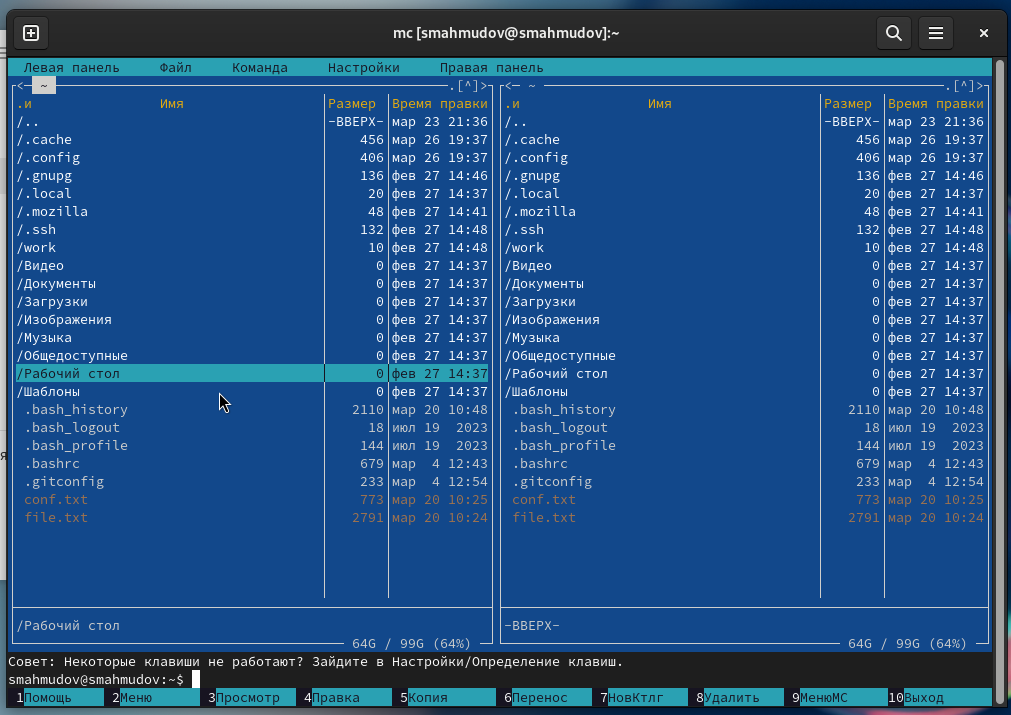 mc [smahmudov@smahmudov]:~
Левая панель Файл Команда Настройки Правая панель
<─ ~ .[^]> <─ ~ .[^]>
.и Имя Размер Время правки .и Имя Размер Время правки
/.. -ВВЕРХ- мар 23 21:36 /.. -ВВЕРХ- мар 23 21:36
/.cache 456 мар 26 19:37 /.cache 456 мар 26 19:37
/.config 406 мар 26 19:37 /.config 406 мар 26 19:37
/.gnupg 136 фев 27 14:46 /.gnupg 136 фев 27 14:46
/.local 20 фев 27 14:37 /.local 20 фев 27 14:37
/.mozilla 48 фев 27 14:41 /.mozilla 48 фев 27 14:41
/.ssh 132 фев 27 14:48 /.ssh 132 фев 27 14:48
/work 10 фев 27 14:48 /work 10 фев 27 14:48
/Видео 0 фев 27 14:37 /Видео 0 фев 27 14:37
/Документы 0 фев 27 14:37 /Документы 0 фев 27 14:37
/Загрузки 0 фев 27 14:37 /Загрузки 0 фев 27 14:37
/Изображения 0 фев 27 14:37 /Изображения 0 фев 27 14:37
/Музыка 0 фев 27 14:37 /Музыка 0 фев 27 14:37
/Общедоступные 0 фев 27 14:37 /Общедоступные 0 фев 27 14:37
/Рабочий стол 0 фев 27 14:37 /Рабочий стол 0 фев 27 14:37
/Шаблоны 0 фев 27 14:37 /Шаблоны 0 фев 27 14:37
.bash_history 2110 мар 20 10:48 .bash_history 2110 мар 20 10:48
.bash_logout 18 июл 19 2023 .bash_logout 18 июл 19 2023
.bash_profile 144 июл 19 2023 .bash_profile 144 июл 19 2023
.bashrc 679 мар 4 12:43 .bashrc 679 мар 4 12:43
.gitconfig 233 мар 4 12:54 .gitconfig 233 мар 4 12:54
conf.txt 773 мар 20 10:25 conf.txt 773 мар 20 10:25
file.txt 2791 мар 20 10:24 file.txt 2791 мар 20 10:24
/Рабочий стол -ВВЕРХ-
64G / 99G (64%) 64G / 99G (64%)
Совет: Некоторые клавиши не работают? Зайдите в Настройки/Определение клавиш.
smahmudov@smahmudov:~$
1Помощь 2Меню 3Просмотр 4Правка 5Копия 6Перенос 7НовКтлг 8Удалить 9МенюМС 10Выход